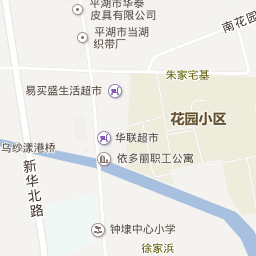 平湖市华泰
皮具有限公司
南花园
平湖市当湖
织带厂
朱家宅基
易买盛生活超市
花园小区
华联超市
乌纱漾港桥
依多丽职工公寓
新华北路
钟埭中心小学
徐家浜